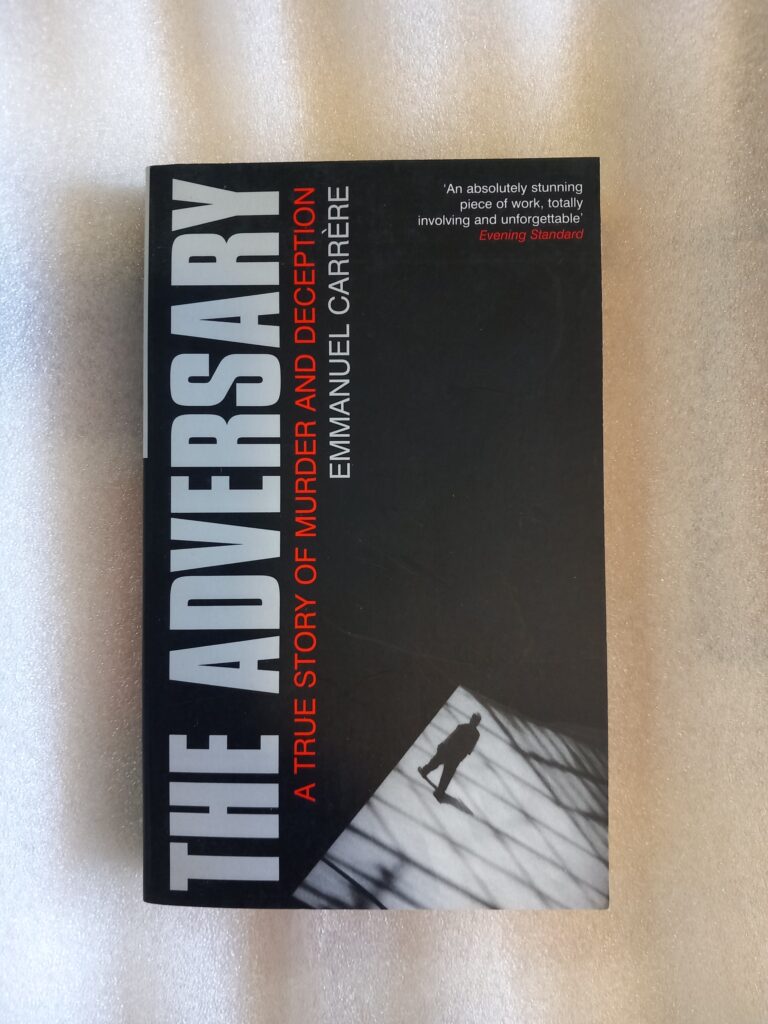 THE ADVERSARY
A TRUE STORY OF MURDER AND DECEPTION
EMMANUEL CARRÈRE
'An absolutely stunning
piece of work, totally
involving and unforgettable'
Evening Standard